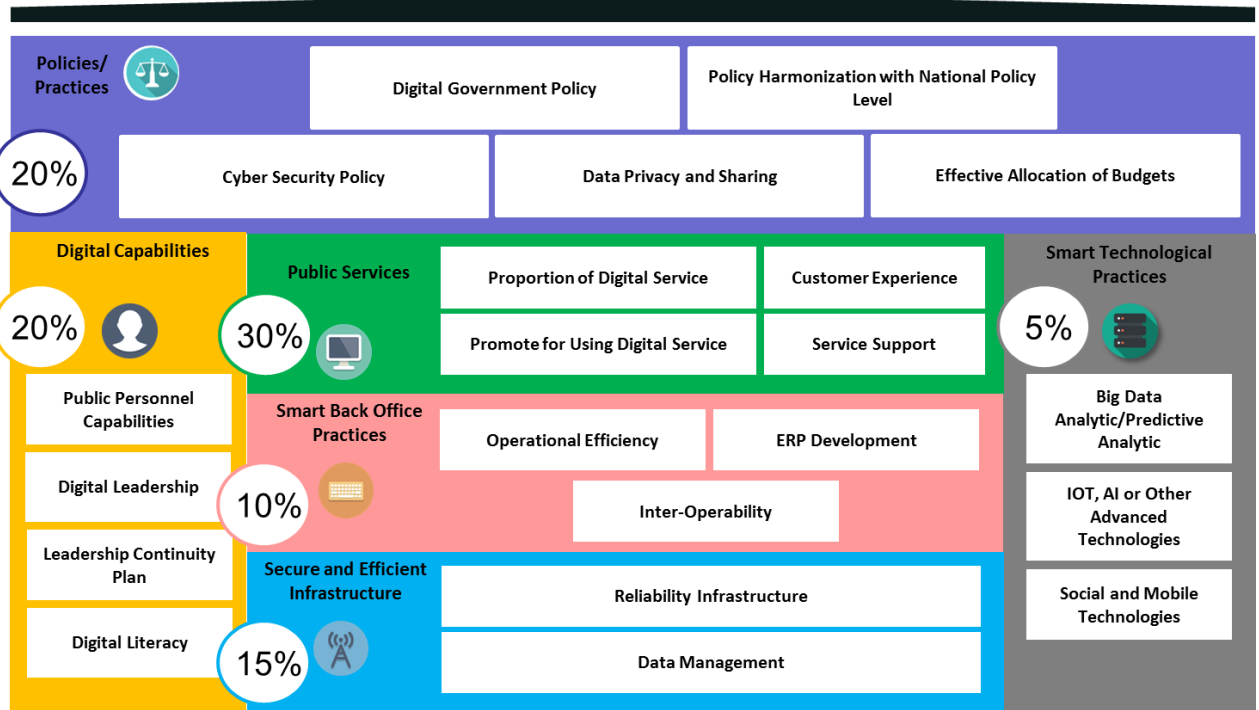 Policies/
Practices
Digital Government Policy
Policy Harmonization with National Policy
Level
20%
Cyber Security Policy
Data Privacy and Sharing
Effective Allocation of Budgets
Digital Capabilities
20%
Public Personnel
Capabilities
Digital Leadership
Leadership Continuity
Plan
Digital Literacy
Public Services
30%
Proportion of Digital Service
Customer Experience
Promote for Using Digital Service
Service Support
Smart Back Office
Practices
10%
Operational Efficiency
ERP Development
Inter-Operability
Secure and Efficient
Infrastructure
15%
Reliability Infrastructure
Data Management
Smart Technological
Practices
5%
Big Data
Analytic/Predictive
Analytic
IOT, AI or Other
Advanced
Technologies
Social and Mobile
Technologies